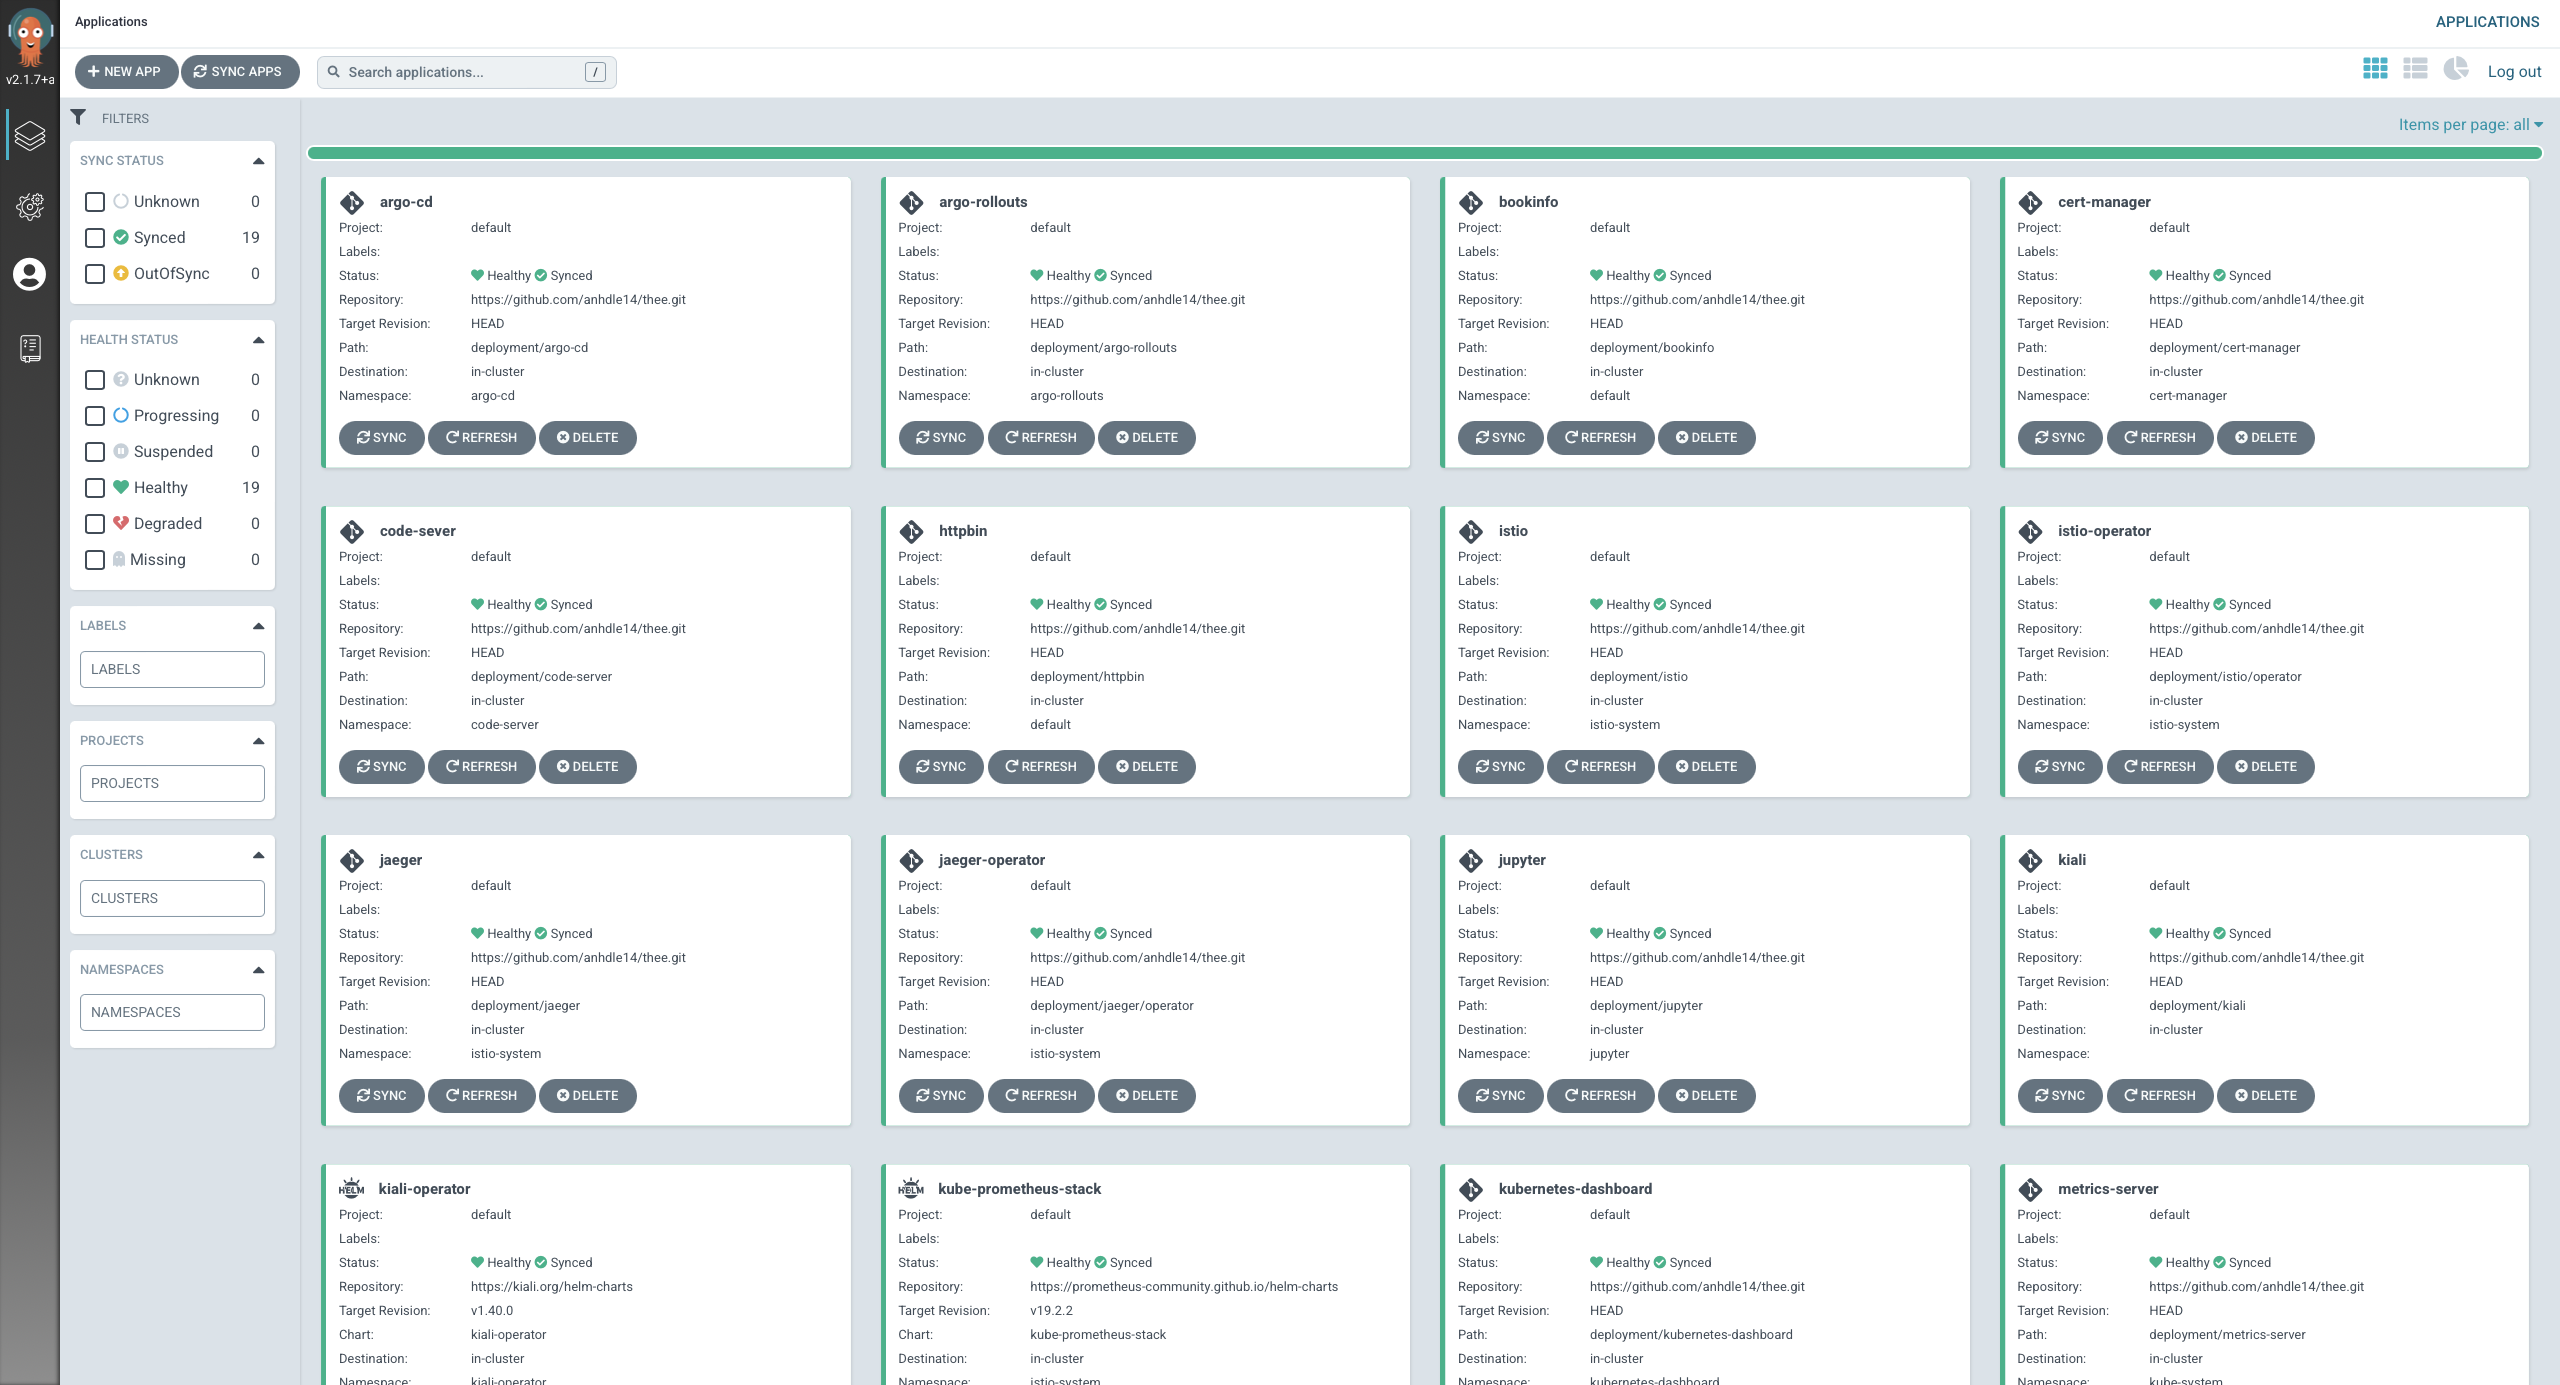 Applications
APPLICATIONS
v2.1.7+a
NEW APP
SYNC APPS
Search applications...
/
Log out
FILTERS
Items per page: all
SYNC STATUS
Unknown 0
Synced 19
OutOfSync 0
HEALTH STATUS
Unknown 0
Progressing 0
Suspended 0
Healthy 19
Degraded 0
Missing 0
LABELS
LABELS
PROJECTS
PROJECTS
CLUSTERS
CLUSTERS
NAMESPACES
NAMESPACES
argo-cd
Project: default
Labels:
Status: Healthy Synced
Repository: https://github.com/anhdle14/thee.git
Target Revision: HEAD
Path: deployment/argo-cd
Destination: in-cluster
Namespace: argo-cd
SYNC REFRESH DELETE
argo-rollouts
Project: default
Labels:
Status: Healthy Synced
Repository: https://github.com/anhdle14/thee.git
Target Revision: HEAD
Path: deployment/argo-rollouts
Destination: in-cluster
Namespace: argo-rollouts
SYNC REFRESH DELETE
bookinfo
Project: default
Labels:
Status: Healthy Synced
Repository: https://github.com/anhdle14/thee.git
Target Revision: HEAD
Path: deployment/bookinfo
Destination: in-cluster
Namespace: default
SYNC REFRESH DELETE
cert-manager
Project: default
Labels:
Status: Healthy Synced
Repository: https://github.com/anhdle14/thee.git
Target Revision: HEAD
Path: deployment/cert-manager
Destination: in-cluster
Namespace: cert-manager
SYNC REFRESH DELETE
code-sever
Project: default
Labels:
Status: Healthy Synced
Repository: https://github.com/anhdle14/thee.git
Target Revision: HEAD
Path: deployment/code-server
Destination: in-cluster
Namespace: code-server
SYNC REFRESH DELETE
httpbin
Project: default
Labels:
Status: Healthy Synced
Repository: https://github.com/anhdle14/thee.git
Target Revision: HEAD
Path: deployment/httpbin
Destination: in-cluster
Namespace: default
SYNC REFRESH DELETE
istio
Project: default
Labels:
Status: Healthy Synced
Repository: https://github.com/anhdle14/thee.git
Target Revision: HEAD
Path: deployment/istio
Destination: in-cluster
Namespace: istio-system
SYNC REFRESH DELETE
istio-operator
Project: default
Labels:
Status: Healthy Synced
Repository: https://github.com/anhdle14/thee.git
Target Revision: HEAD
Path: deployment/istio/operator
Destination: in-cluster
Namespace: istio-system
SYNC REFRESH DELETE
jaeger
Project: default
Labels:
Status: Healthy Synced
Repository: https://github.com/anhdle14/thee.git
Target Revision: HEAD
Path: deployment/jaeger
Destination: in-cluster
Namespace: istio-system
SYNC REFRESH DELETE
jaeger-operator
Project: default
Labels:
Status: Healthy Synced
Repository: https://github.com/anhdle14/thee.git
Target Revision: HEAD
Path: deployment/jaeger/operator
Destination: in-cluster
Namespace: istio-system
SYNC REFRESH DELETE
jupyter
Project: default
Labels:
Status: Healthy Synced
Repository: https://github.com/anhdle14/thee.git
Target Revision: HEAD
Path: deployment/jupyter
Destination: in-cluster
Namespace: jupyter
SYNC REFRESH DELETE
kiali
Project: default
Labels:
Status: Healthy Synced
Repository: https://github.com/anhdle14/thee.git
Target Revision: HEAD
Path: deployment/kiali
Destination: in-cluster
Namespace:
SYNC REFRESH DELETE
HELM kiali-operator
Project: default
Labels:
Status: Healthy Synced
Repository: https://kiali.org/helm-charts
Target Revision: v1.40.0
Chart: kiali-operator
Destination: in-cluster
Namespace: kiali-operator
HELM kube-prometheus-stack
Project: default
Labels:
Status: Healthy Synced
Repository: https://prometheus-community.github.io/helm-charts
Target Revision: v19.2.2
Chart: kube-prometheus-stack
Destination: in-cluster
Namespace: istio-system
kubernetes-dashboard
Project: default
Labels:
Status: Healthy Synced
Repository: https://github.com/anhdle14/thee.git
Target Revision: HEAD
Path: deployment/kubernetes-dashboard
Destination: in-cluster
Namespace: kubernetes-dashboard
metrics-server
Project: default
Labels:
Status: Healthy Synced
Repository: https://github.com/anhdle14/thee.git
Target Revision: HEAD
Path: deployment/metrics-server
Destination: in-cluster
Namespace: kube-system